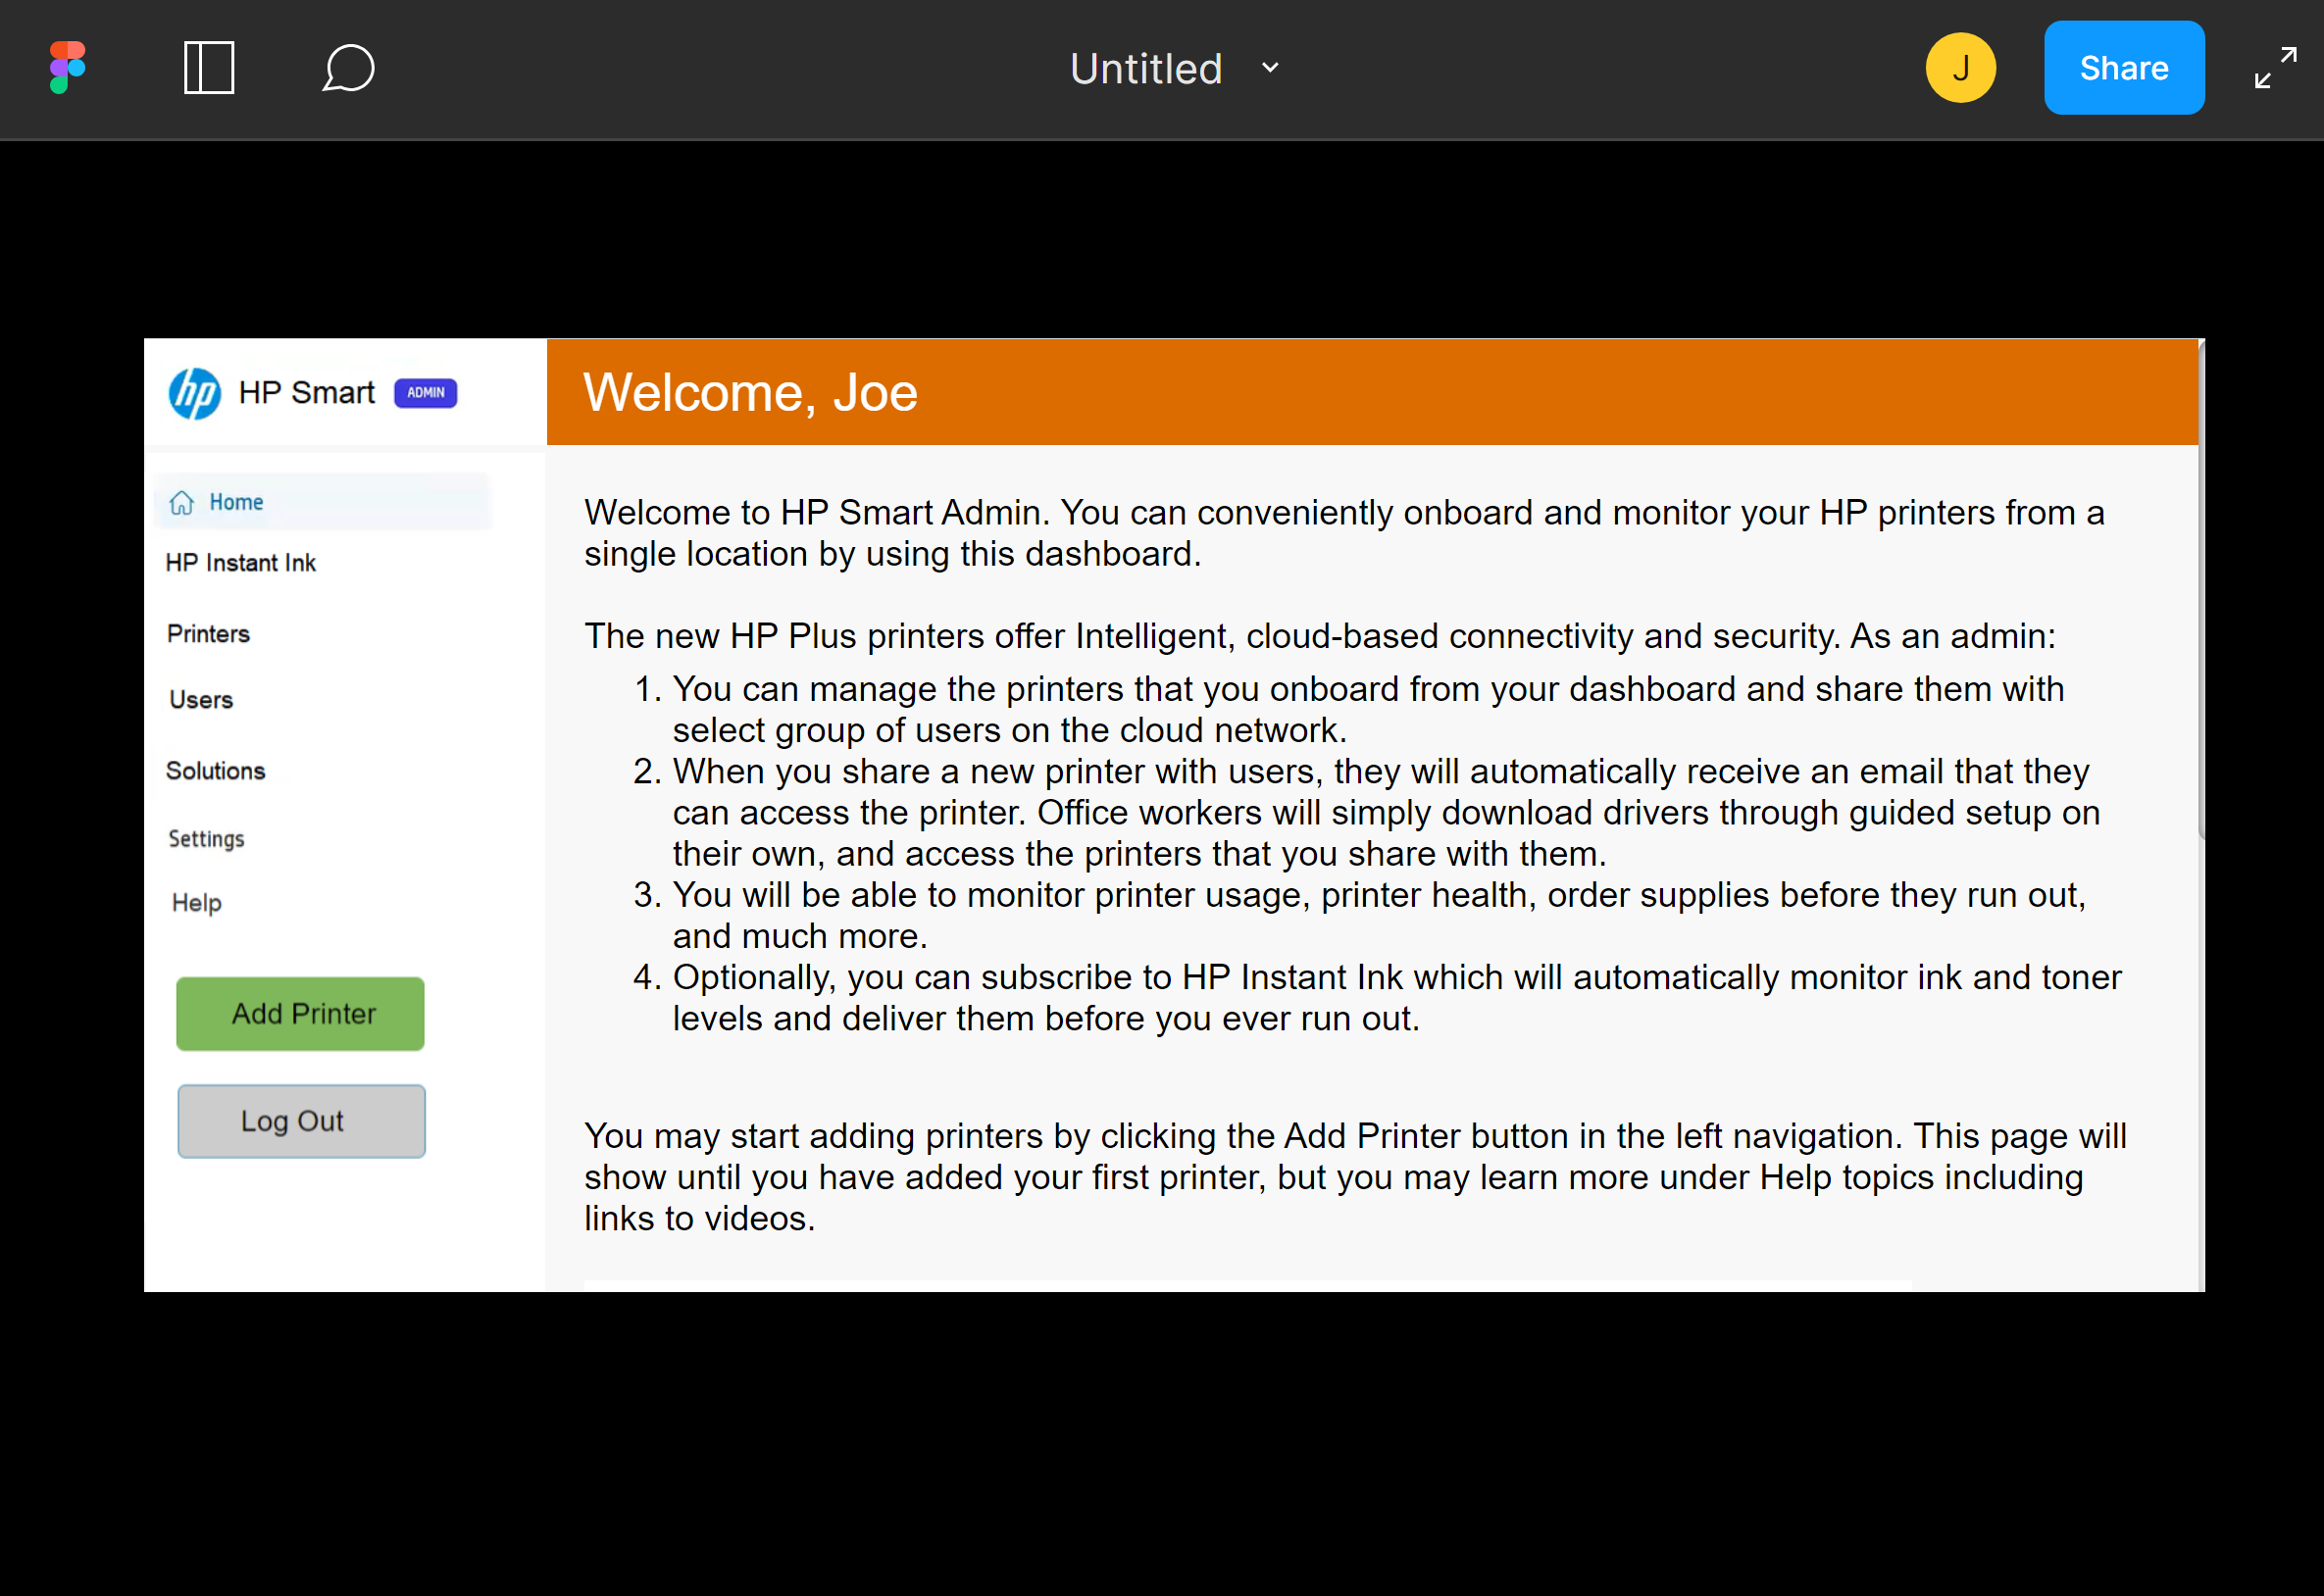 Untitled
J
Share
hp
HP Smart
ADMIN
Welcome, Joe
Home
HP Instant Ink
Printers
Users
Solutions
Settings
Help
Add Printer
Log Out
Welcome to HP Smart Admin. You can conveniently onboard and monitor your HP printers from a
single location by using this dashboard.
The new HP Plus printers offer Intelligent, cloud-based connectivity and security. As an admin:
1. You can manage the printers that you onboard from your dashboard and share them with
select group of users on the cloud network.
2. When you share a new printer with users, they will automatically receive an email that they
can access the printer. Office workers will simply download drivers through guided setup on
their own, and access the printers that you share with them.
3. You will be able to monitor printer usage, printer health, order supplies before they run out,
and much more.
4. Optionally, you can subscribe to HP Instant Ink which will automatically monitor ink and toner
levels and deliver them before you ever run out.
You may start adding printers by clicking the Add Printer button in the left navigation. This page will
show until you have added your first printer, but you may learn more under Help topics including
links to videos.